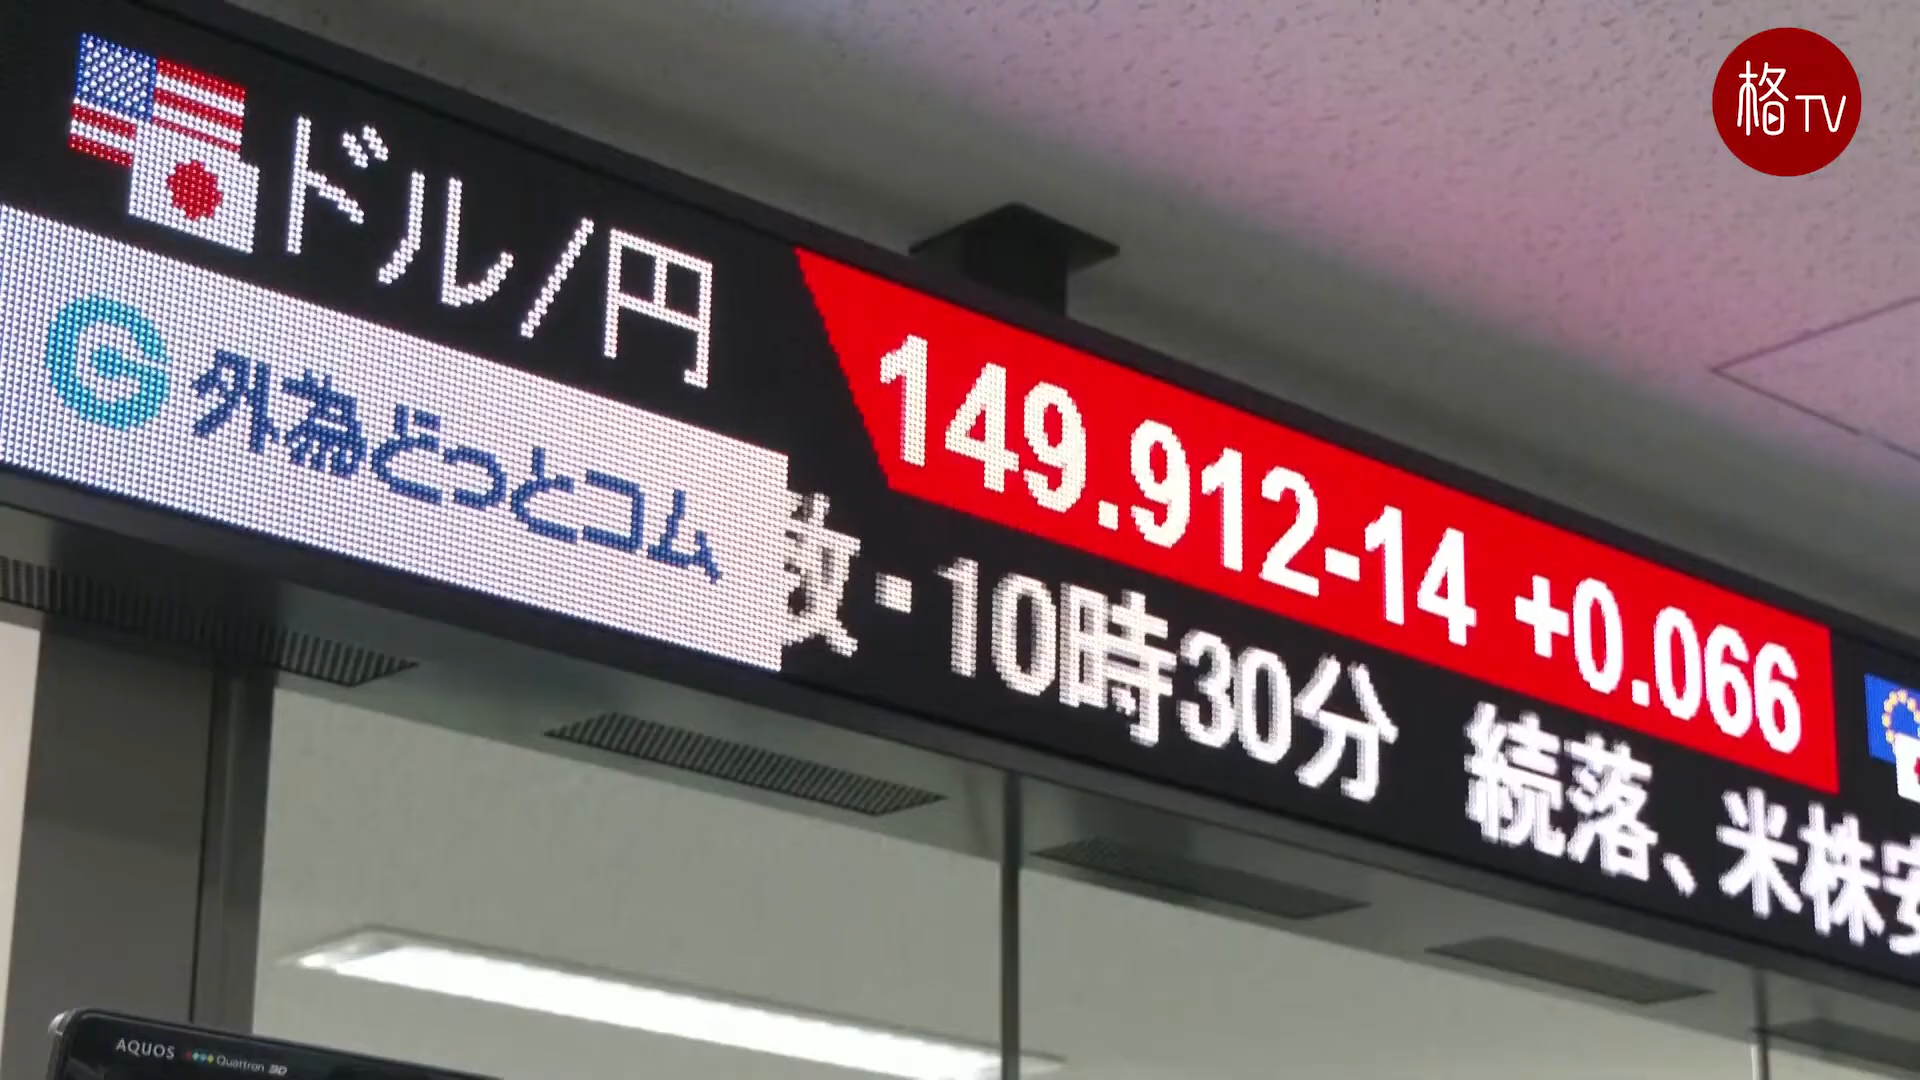 格TV
ドル/円
149.912-14 +0.066
外為どっとコム
・10時30分 続落、米株安
AQUOS Quattron 3D